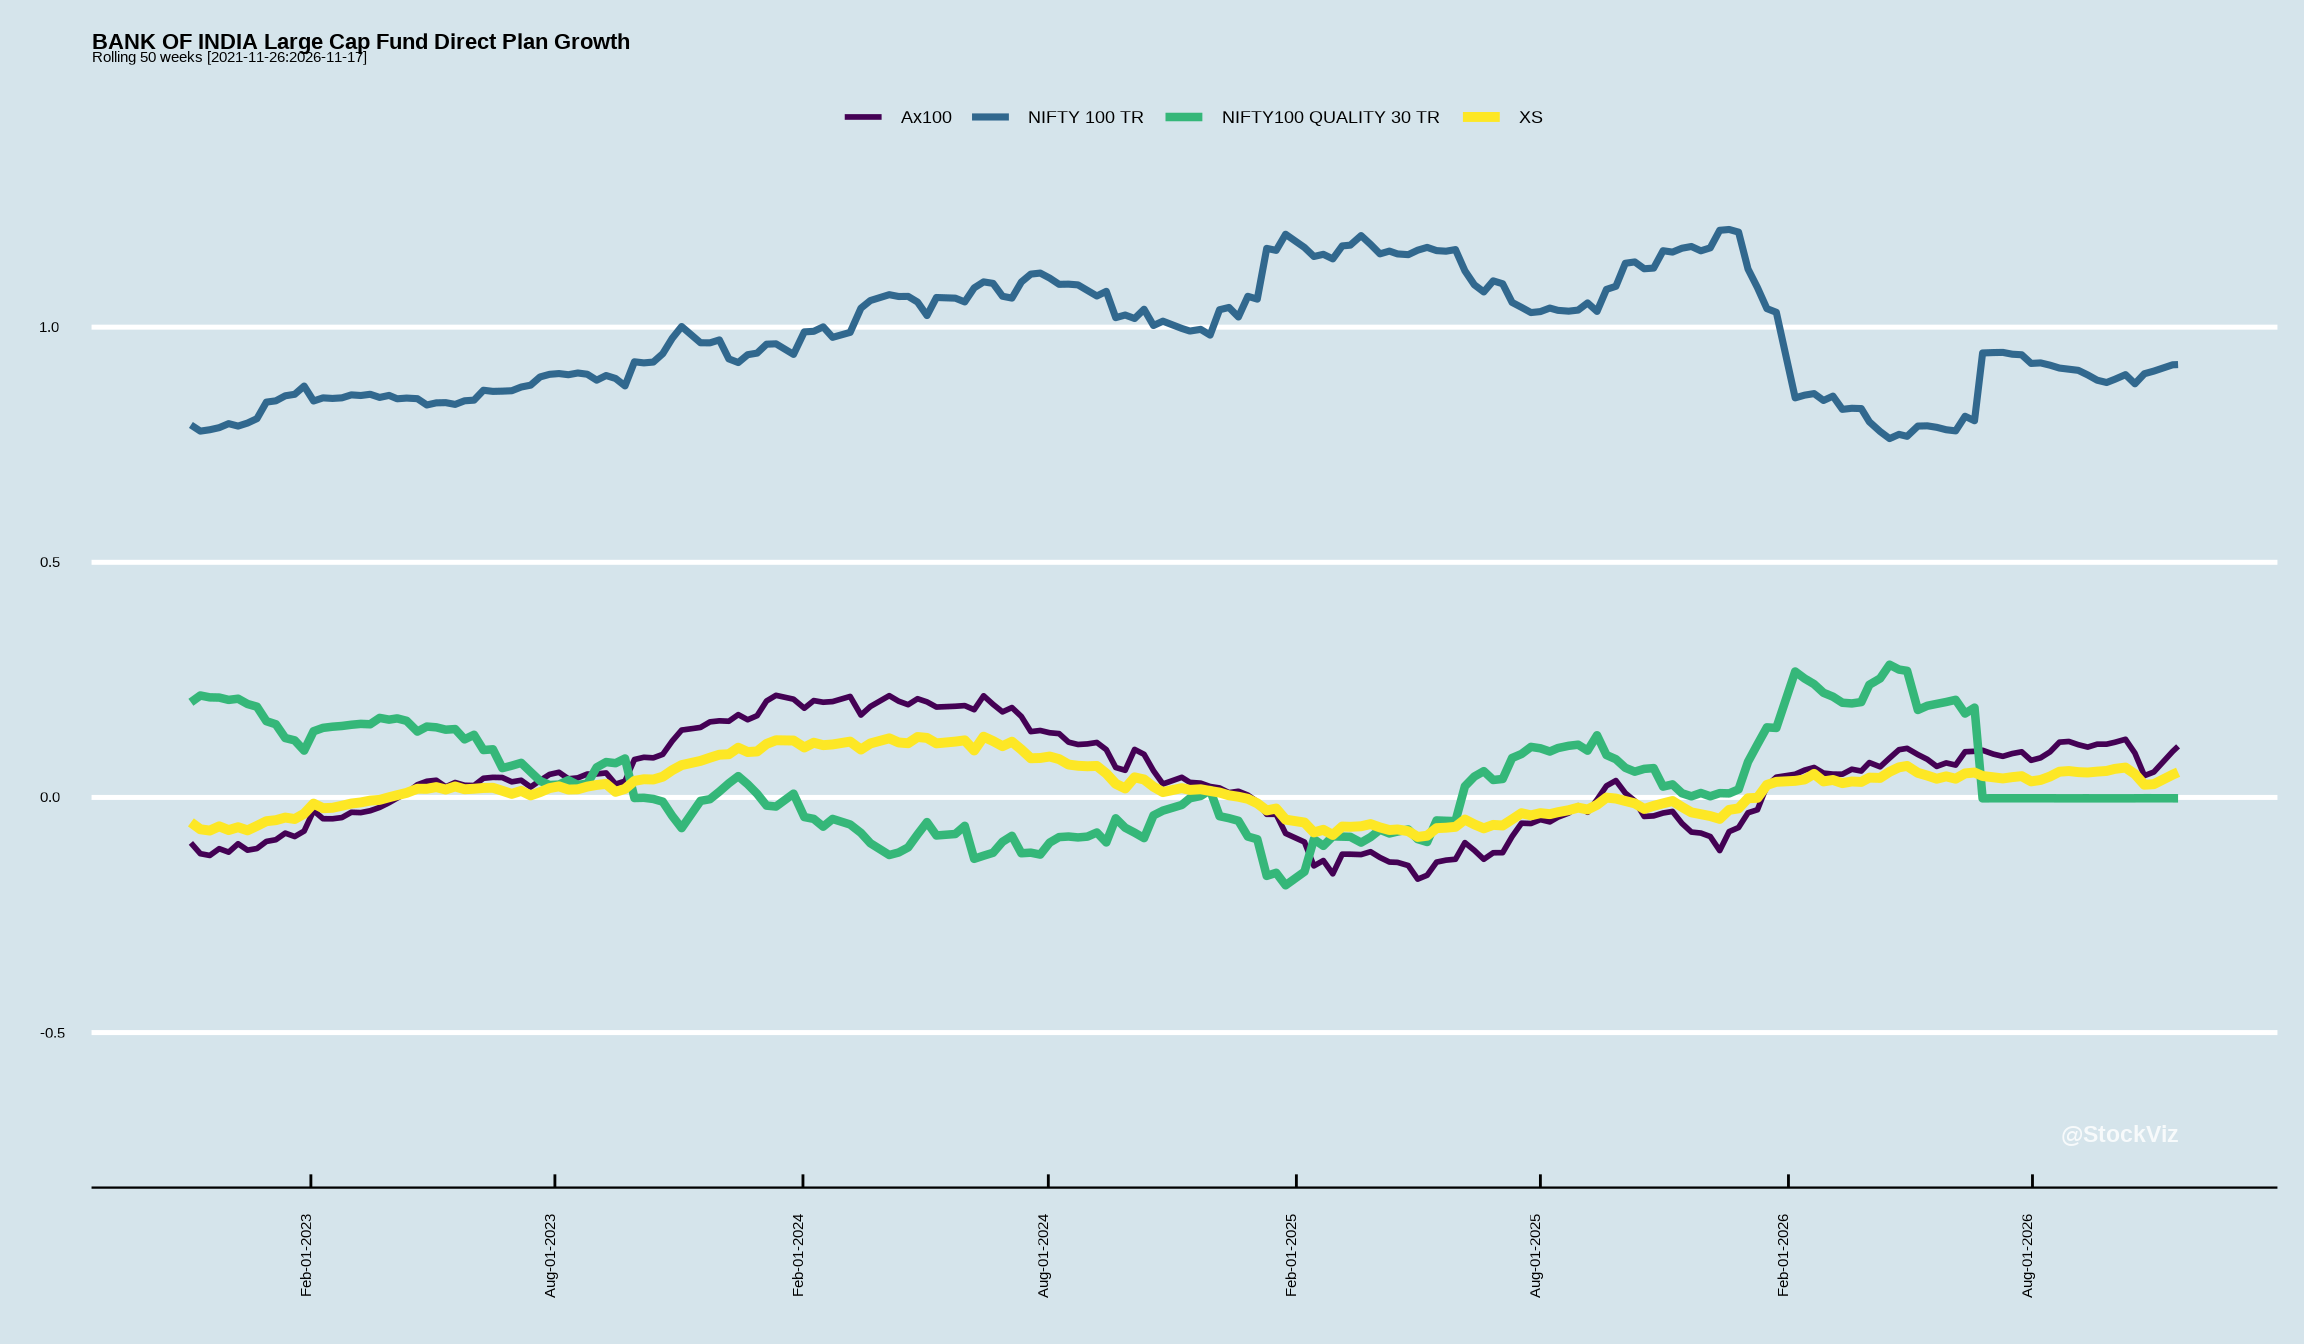 BANK OF INDIA Large Cap Fund Direct Plan Growth
Rolling 50 weeks [2021-11-26:2026-11-17]
Ax100 NIFTY 100 TR NIFTY100 QUALITY 30 TR XS
1.0
0.5
0.0
-0.5
@StockViz
Feb-01-2023 Aug-01-2023 Feb-01-2024 Aug-01-2024 Feb-01-2025 Aug-01-2025 Feb-01-2026 Aug-01-2026